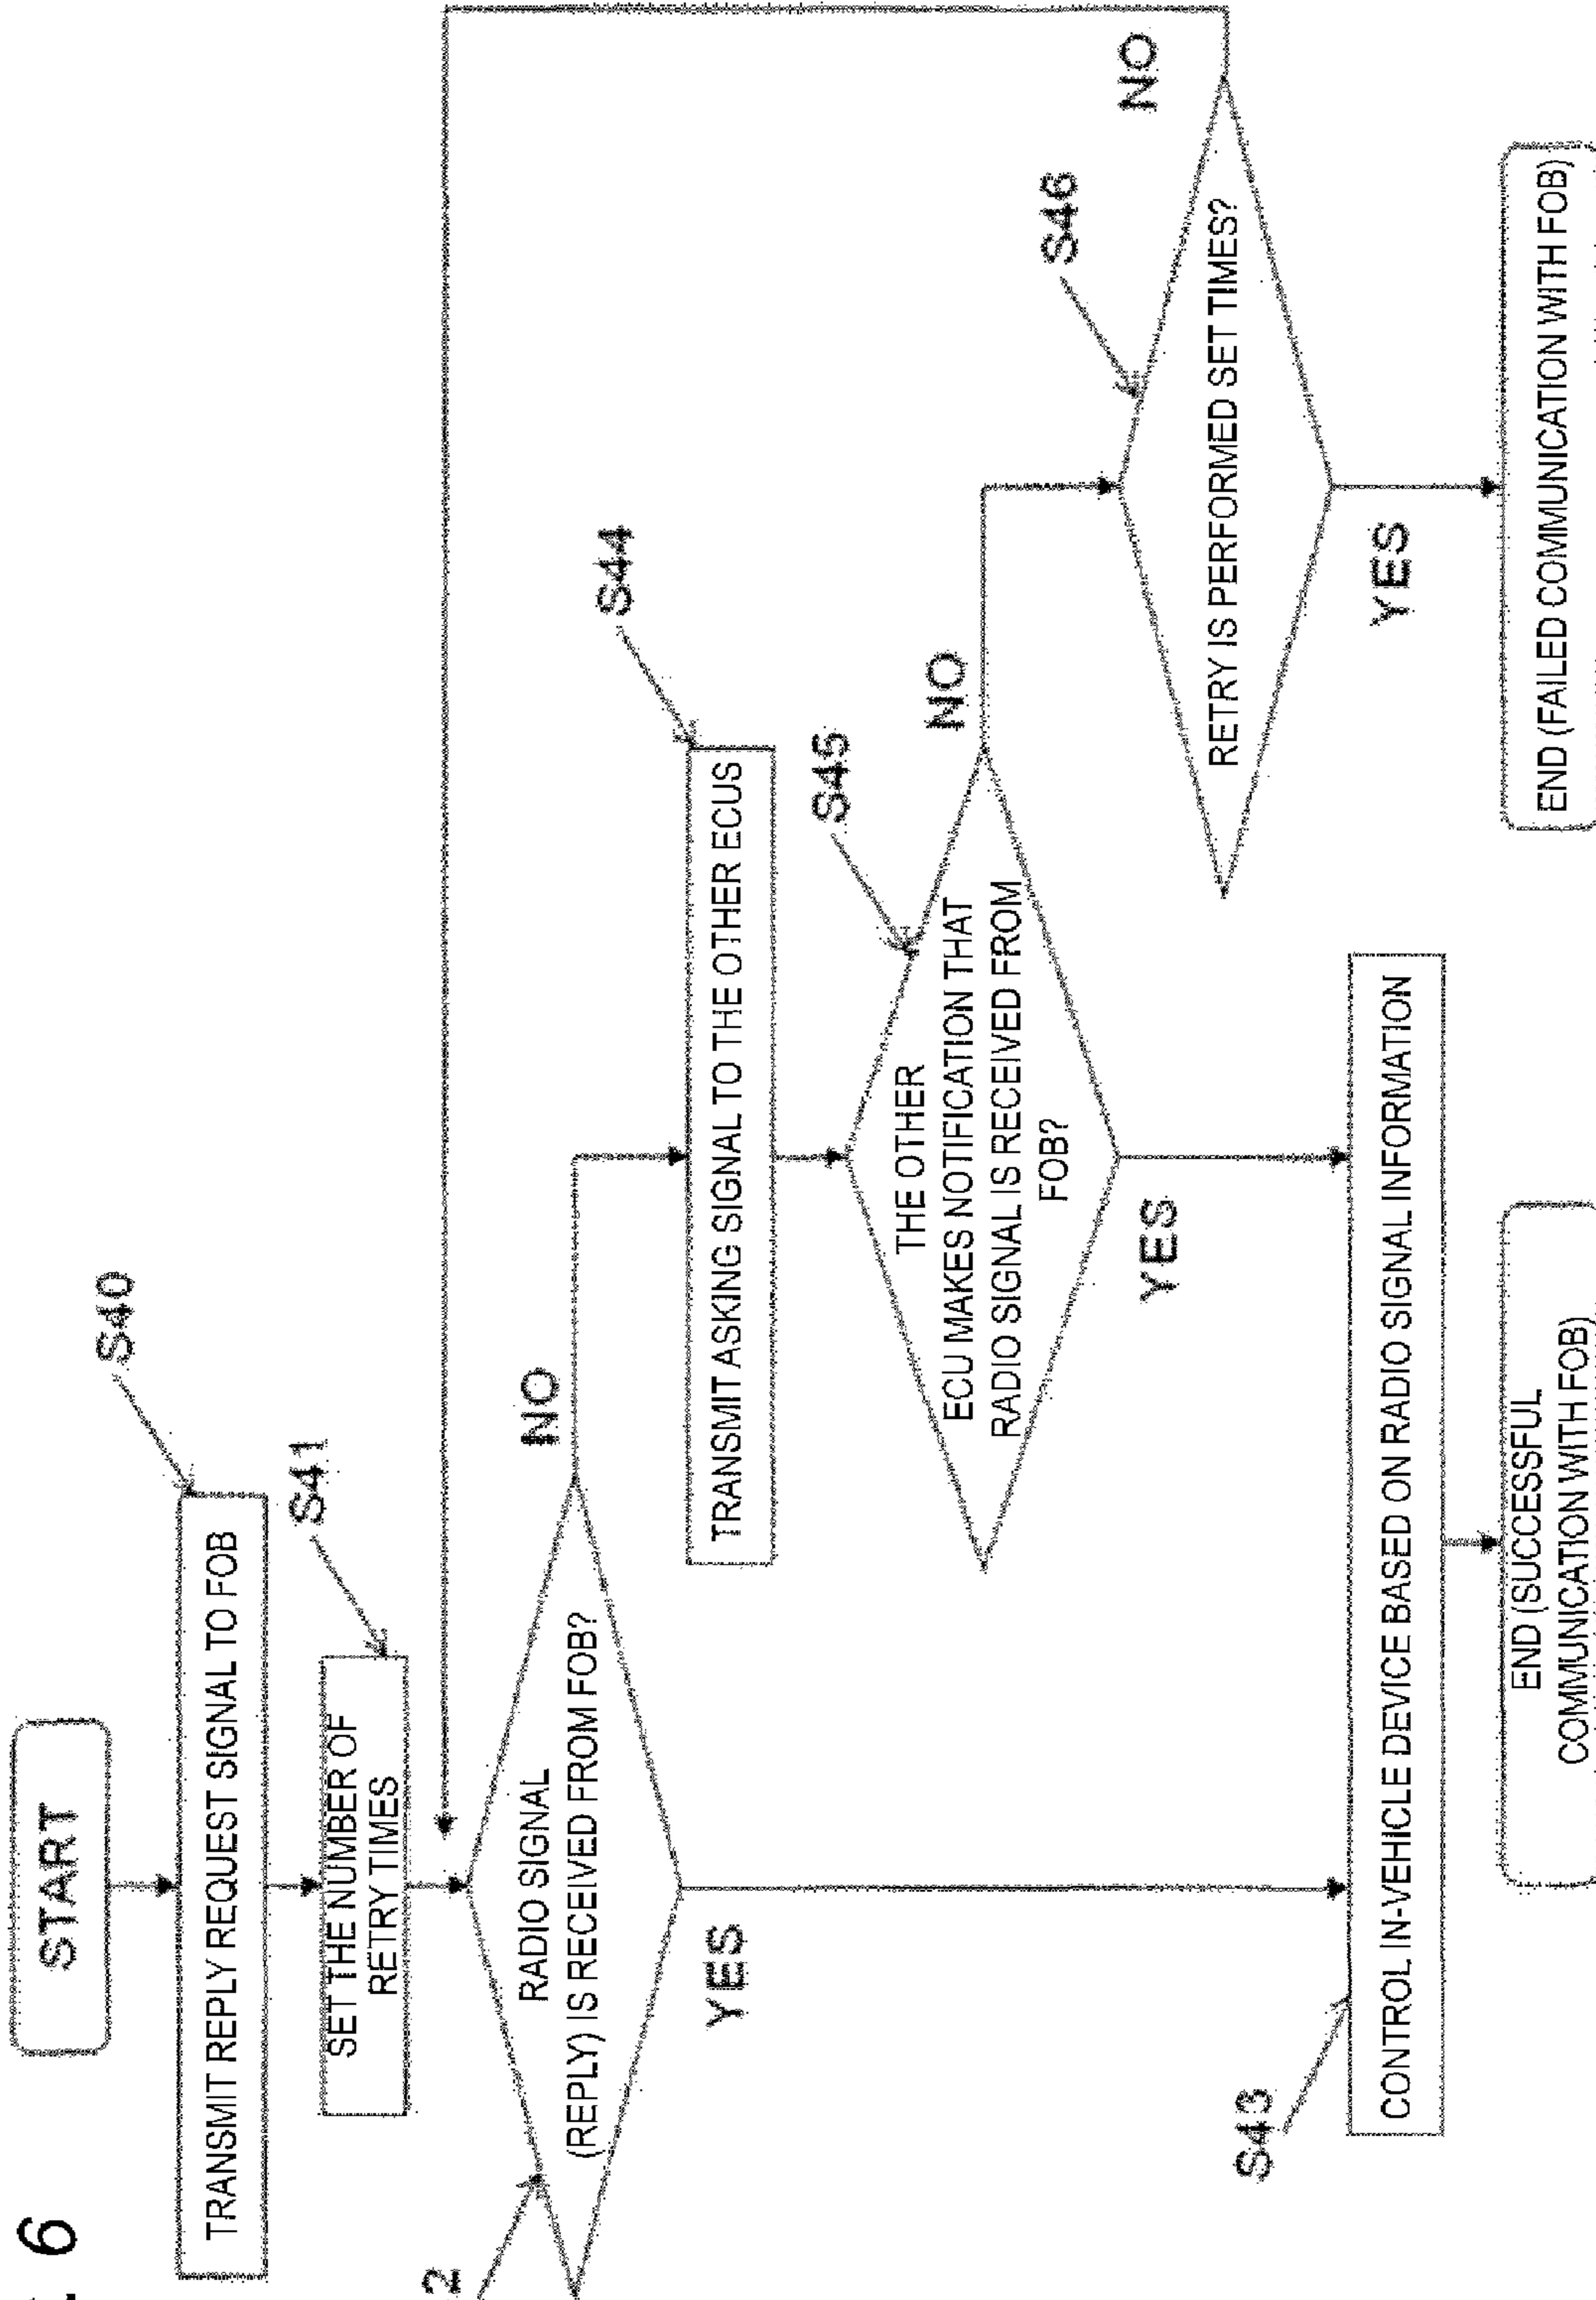 6
START
S40
TRANSMIT REPLY REQUEST SIGNAL TO FOB
S41
SET THE NUMBER OF
RETRY TIMES
2
RADIO SIGNAL
(REPLY) IS RECEIVED FROM FOB?
NO
YES
S44
TRANSMIT ASKING SIGNAL TO THE OTHER ECUS
S45
THE OTHER
ECU MAKES NOTIFICATION THAT
RADIO SIGNAL IS RECEIVED FROM
FOB?
NO
YES
S46
RETRY IS PERFORMED SET TIMES?
NO
YES
S43
CONTROL IN-VEHICLE DEVICE BASED ON RADIO SIGNAL INFORMATION
END (SUCCESSFUL
COMMUNICATION WITH FOB)
END (FAILED COMMUNICATION WITH FOB)